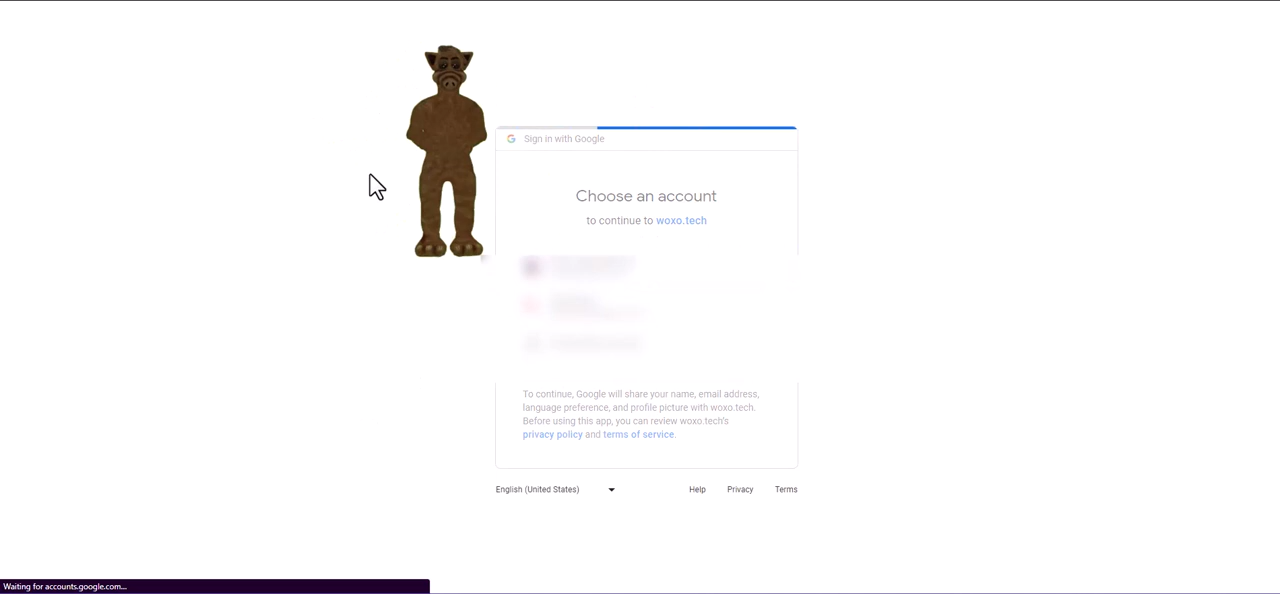 Sign in with Google
Choose an account
to continue to woxo.tech
To continue, Google will share your name, email address,
language preference, and profile picture with woxo.tech.
Before using this app, you can review woxo.tech's
privacy policy and terms of service.
English (United States)
Help
Privacy
Terms
Waiting for accounts.google.com...